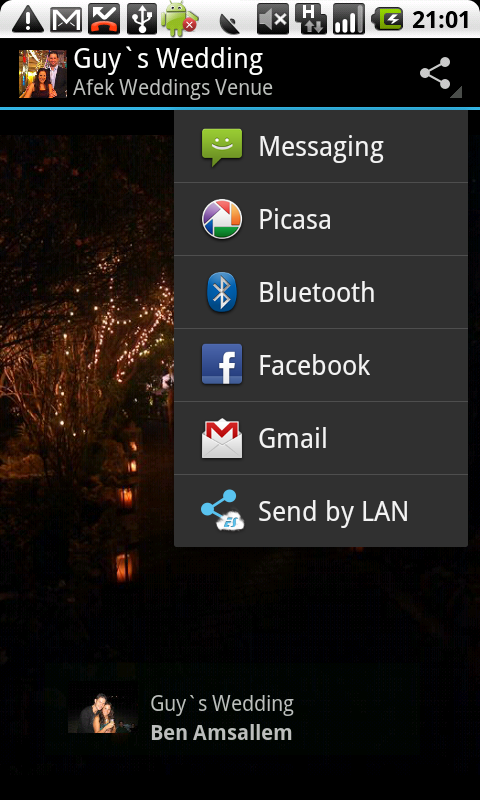 H
21:01
Guy`s Wedding
Afek Weddings Venue
Messaging
Picasa
Bluetooth
Facebook
Gmail
ES
Send by LAN
Guy`s Wedding
Ben Amsallem